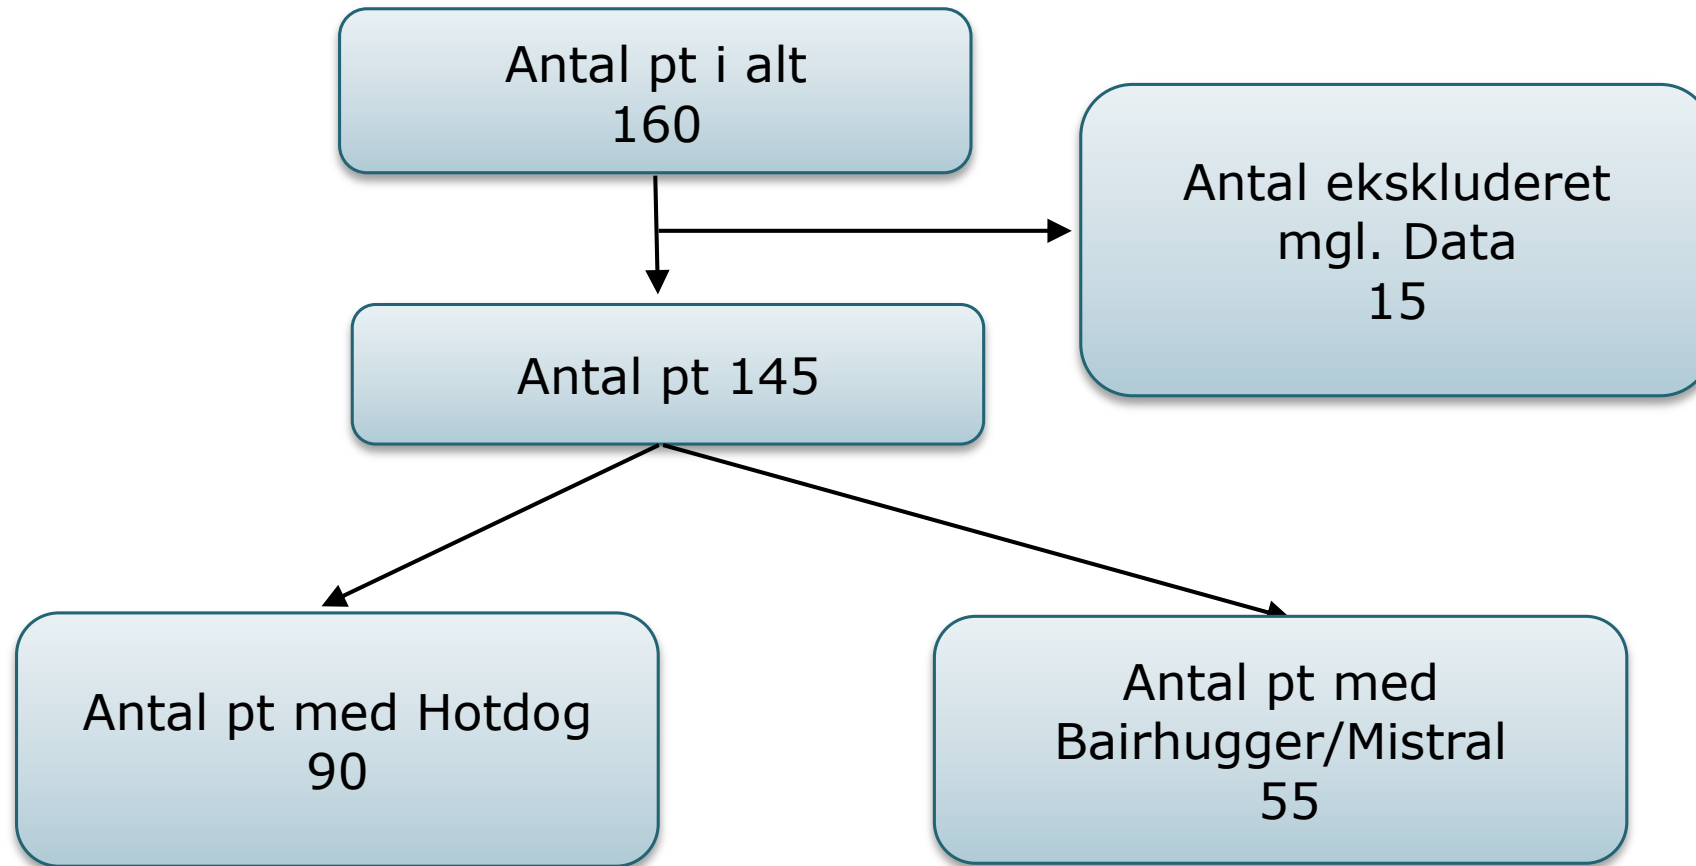 Antal pt i alt
160
Antal ekskluderet
mgl. Data
15
Antal pt 145
Antal pt med Hotdog
90
Antal pt med
Bairhugger/Mistral
55